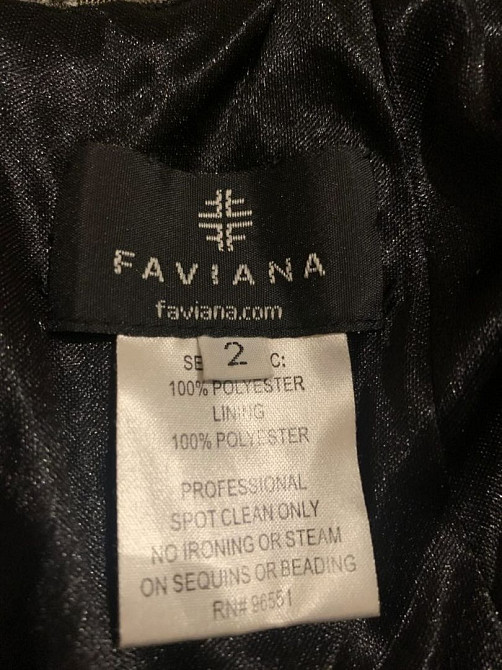 FAVIANA
faviana.com
2
SE C:
100% POLYESTER
LINING
100% POLYESTER
PROFESSIONAL
SPOT CLEAN ONLY
NO IRONING OR STEAM
ON SEQUINS OR BEADING
RN# 96551